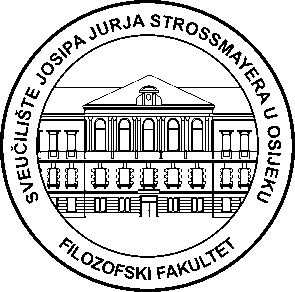 SVEUČILIŠTE JOSIPA JURJA STROSSMAYERA U OSIJEKU
FILOZOFSKI FAKULTET